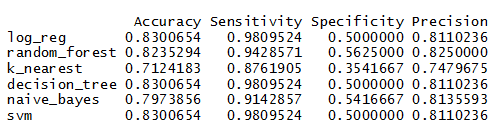 Accuracy Sensitivity Specificity Precision
log_reg 0.8300654 0.9809524 0.5000000 0.8110236
random_forest 0.8235294 0.9428571 0.5625000 0.8250000
k_nearest 0.7124183 0.8761905 0.3541667 0.7479675
decision_tree 0.8300654 0.9809524 0.5000000 0.8110236
naive_bayes 0.7973856 0.9142857 0.5416667 0.8135593
svm 0.8300654 0.9809524 0.5000000 0.8110236